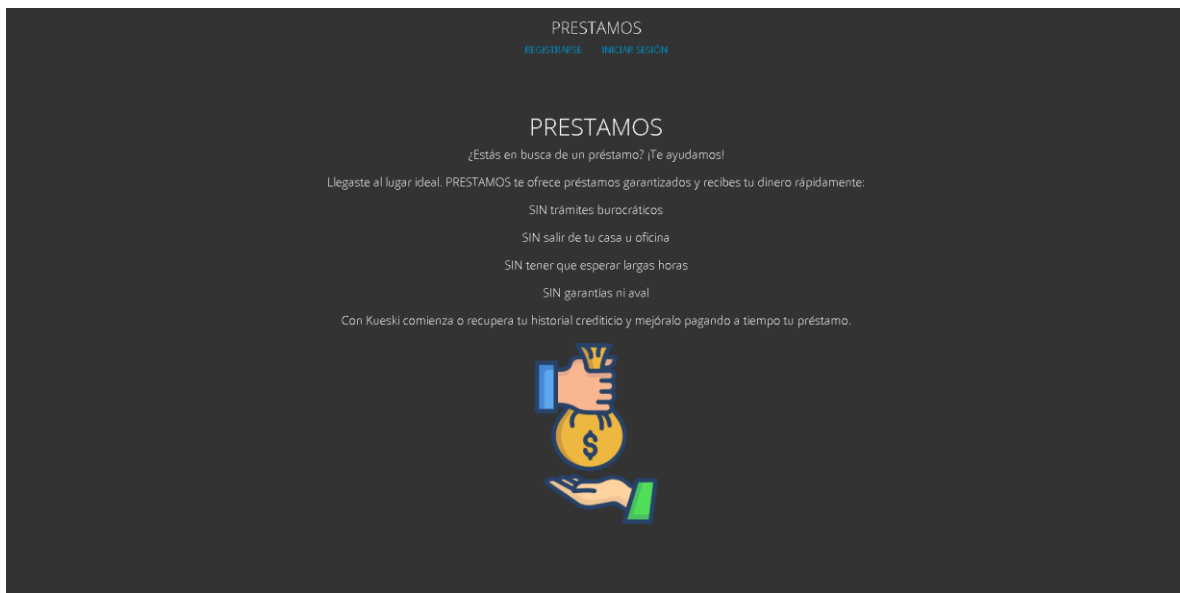 PRESTAMOS
REGISTRARSE INICIAR SESIÓN
PRESTAMOS
¿Estás en busca de un préstamo? ¡Te ayudamos!
Llegaste al lugar ideal. PRESTAMOS te ofrece préstamos garantizados y recibes tu dinero rápidamente:
SIN trámites burocráticos
SIN salir de tu casa u oficina
SIN tener que esperar largas horas
SIN garantías ni aval
Con Kueski comienza o recupera tu historial crediticio y mejóralo pagando a tiempo tu préstamo.
$